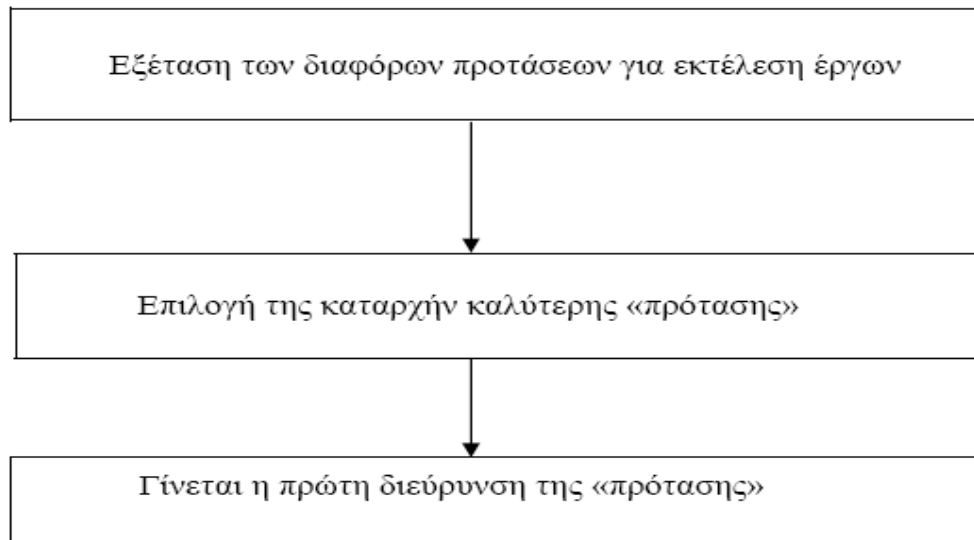 Εξέταση των διαφόρων προτάσεων για εκτέλεση έργων
Επιλογή της καταρχήν καλύτερης «πρότασης»
Γίνεται η πρώτη διεύρυνση της «πρότασης»